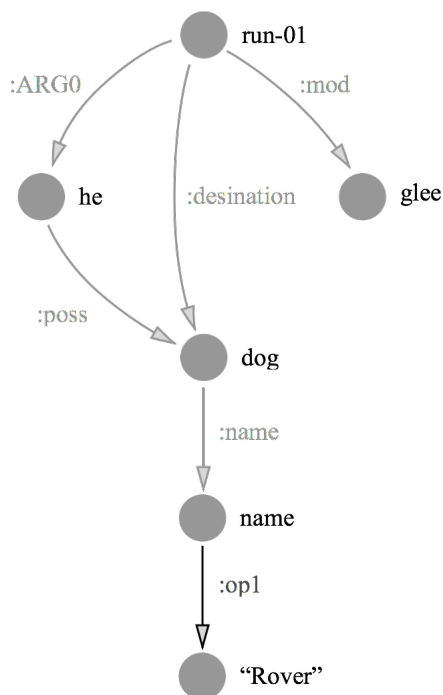 run-01
:ARG0
:mod
he
:desination
glee
:poss
dog
:name
name
:op1
“Rover”